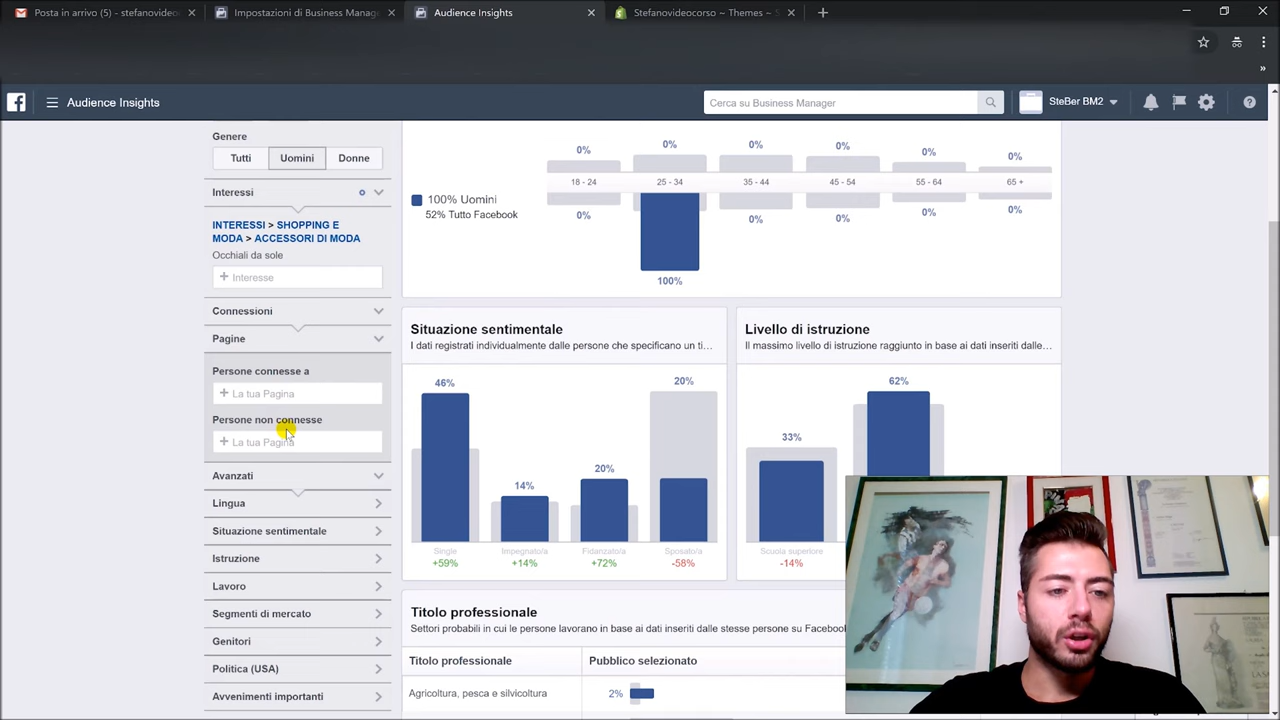 Posta in arrivo (5) - stefanovideoc
Impostazioni di Business Manage
Audience Insights
Stefanovideocorso ~ Themes ~ S
Audience Insights
Cerca su Business Manager
SteBer BM2
Genere
Tutti
Uomini
Donne
Interessi
INTERESSI > SHOPPING E
MODA > ACCESSORI DI MODA
Occhiali da sole
+ Interesse
Connessioni
Pagine
Persone connesse a
+ La tua Pagina
Persone non connesse
+ La tua Pagina
Avanzati
Lingua
Situazione sentimentale
Istruzione
Lavoro
Segmenti di mercato
Genitori
Politica (USA)
Avvenimenti importanti
0% 0% 0% 0% 0% 0%
18 - 24 25 - 34 35 - 44 45 - 54 55 - 64 65 +
100% Uomini
52% Tutto Facebook
0% 100% 0% 0% 0% 0%
Situazione sentimentale
I dati registrati individualmente dalle persone che specificano un ti...
46% 14% 20% 20%
Single Impegnato/a Fidanzato/a Sposato/a
+59% +14% +72% -58%
Livello di istruzione
Il massimo livello di istruzione raggiunto in base ai dati inseriti dalle...
33% 62%
Scuola superiore
-14%
Titolo professionale
Settori probabili in cui le persone lavorano in base ai dati inseriti dalle stesse persone su Facebook
Titolo professionale
Pubblico selezionato
Agricoltura, pesca e silvicoltura
2%